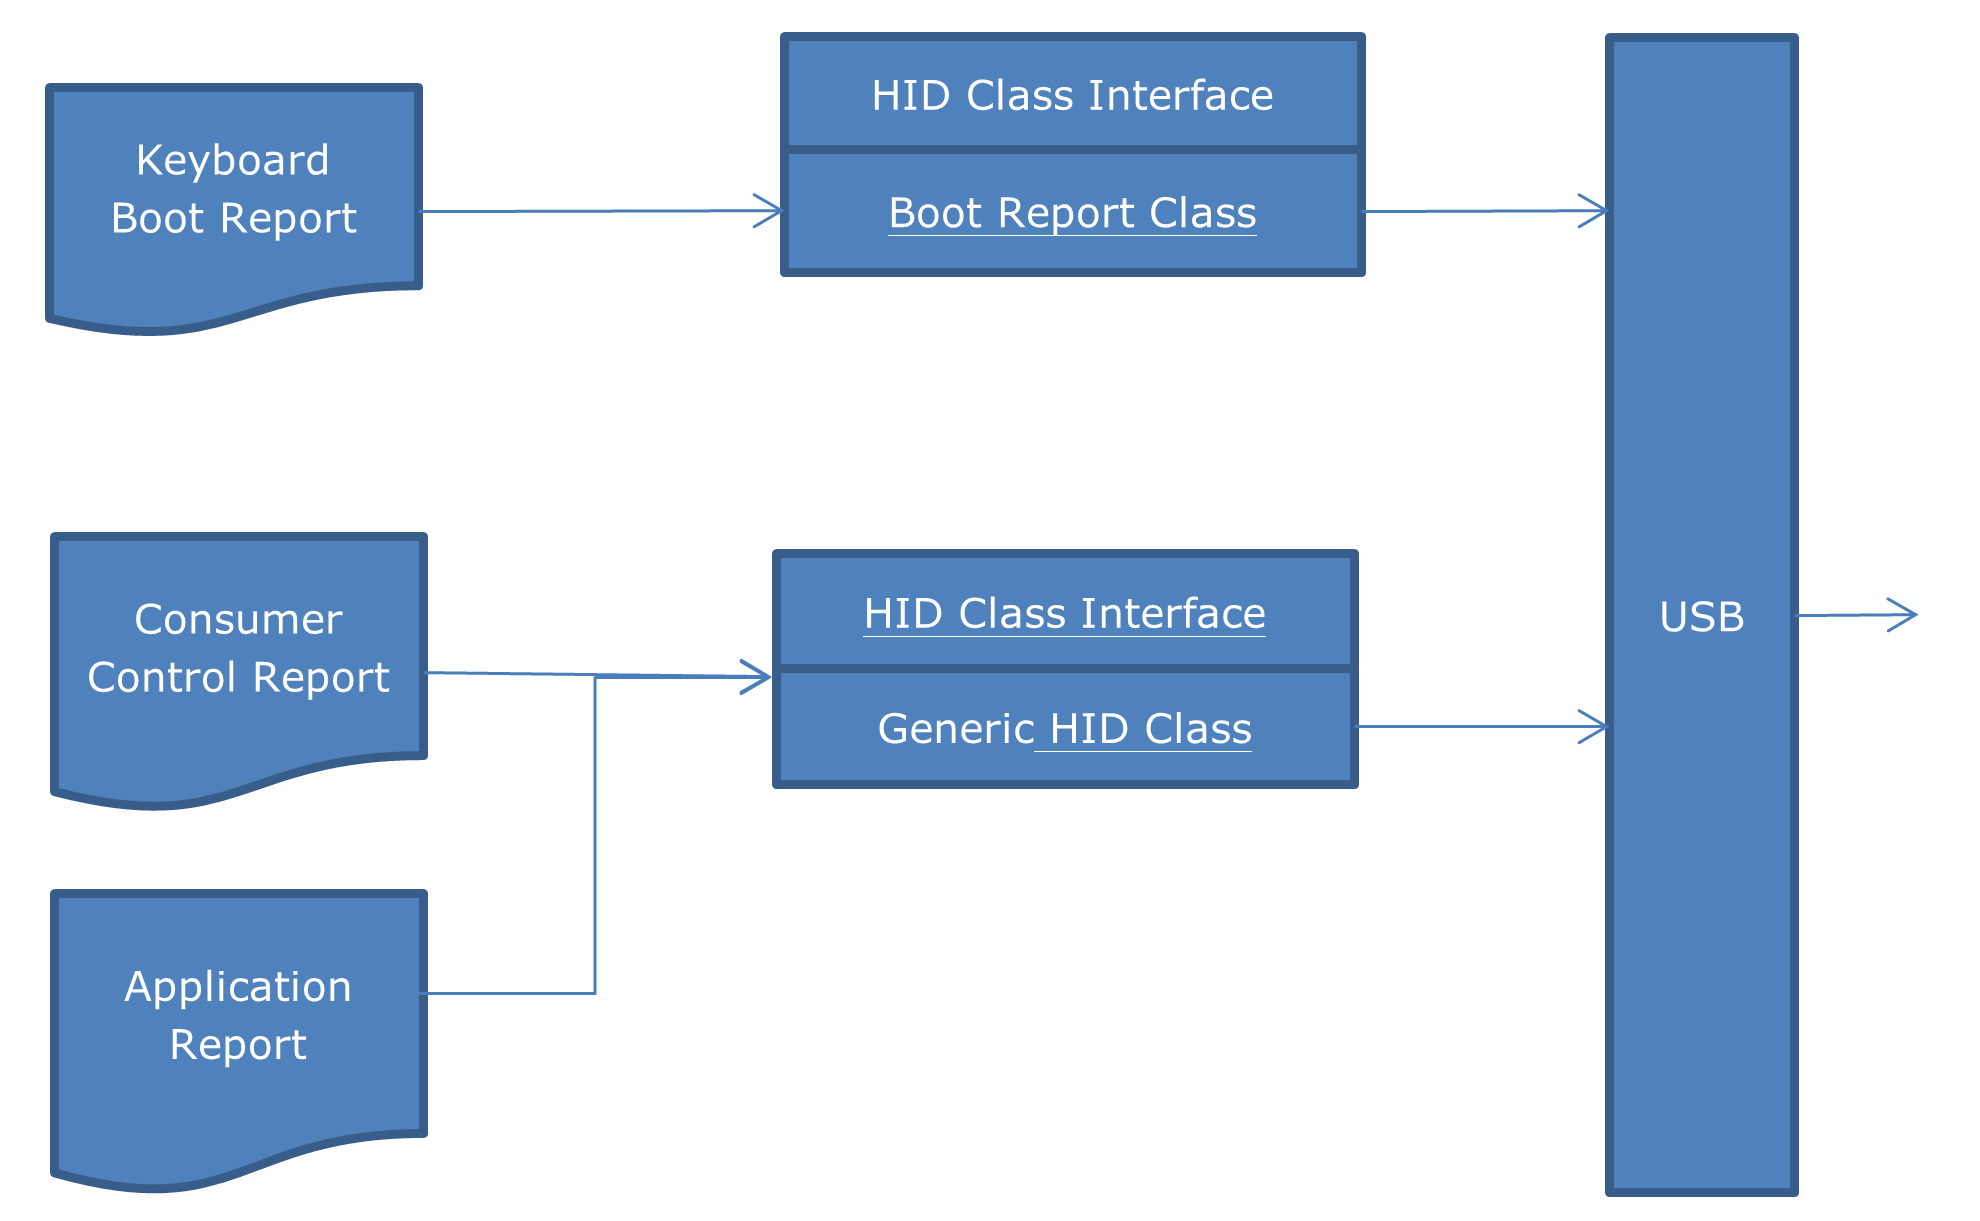 Keyboard
Boot Report
HID Class Interface
Boot Report Class
Consumer
Control Report
HID Class Interface
Generic HID Class
USB
Application
Report